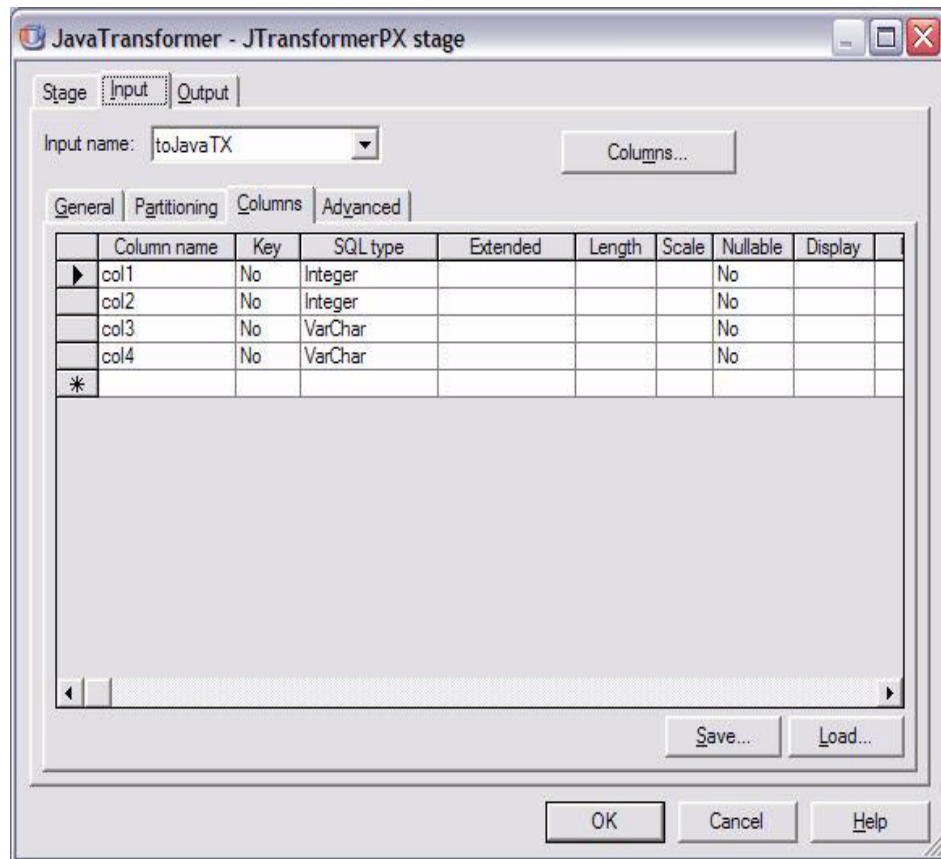 JavaTransformer - JTransformerPX stage
Stage Input Output
Input name: toJavaTX Columns...
General Partitioning Columns Advanced
Column name Key SQL type Extended Length Scale Nullable Display
col1 No Integer No
col2 No Integer No
col3 No VarChar No
col4 No VarChar No
Save... Load...
OK Cancel Help